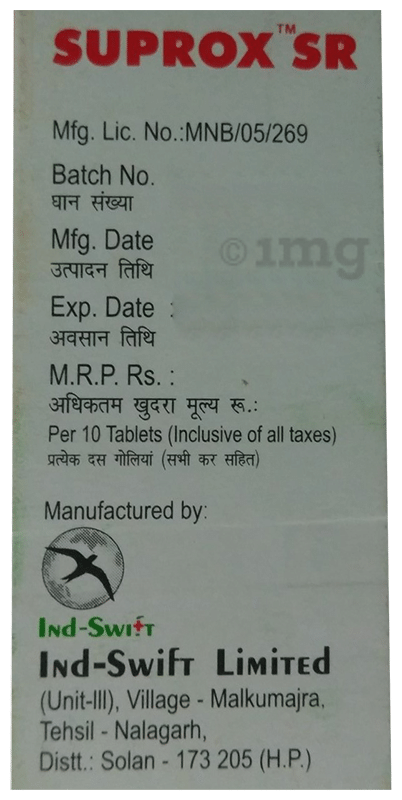 SUPROX™ SR
Mfg. Lic. No.:MNB/05/269
Batch No.
घान संख्या
Mfg. Date
उत्पादन तिथि
©1mg
Exp. Date :
अवसान तिथि
M.R.P. Rs. :
अधिकतम खुदरा मूल्य रू.:
Per 10 Tablets (Inclusive of all taxes)
प्रत्येक दस गोलियां (सभी कर सहित)
Manufactured by:
Ind-Swift
Ind-Swift Limited
(Unit-III), Village - Malkumajra,
Tehsil - Nalagarh,
Distt.: Solan - 173 205 (H.P.)